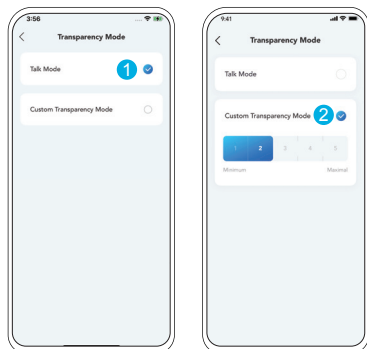 3:56
Transparency Mode
Talk Mode
1
Custom Transparency Mode
9:41
Transparency Mode
Talk Mode
Custom Transparency Mode
2
1 2 3 4 5
Minimum Maximal